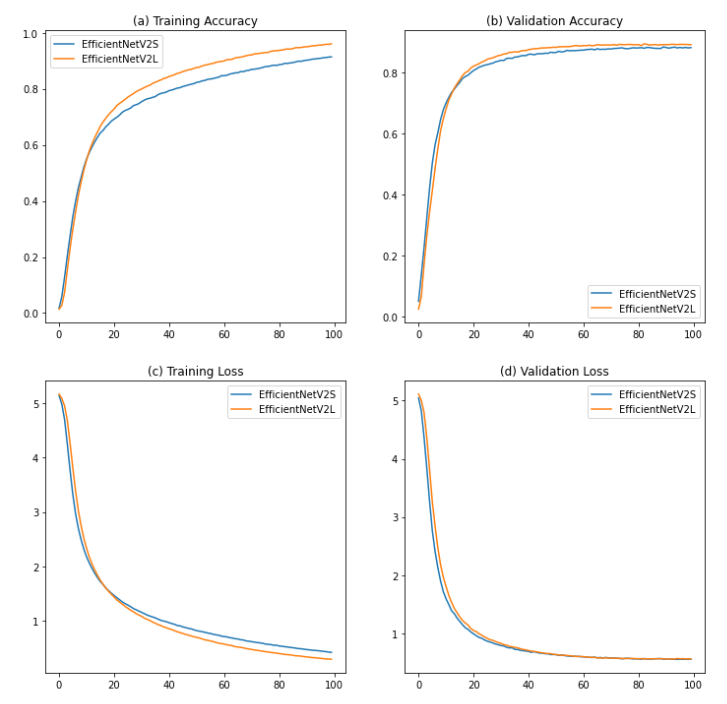 (a) Training Accuracy
EfficientNetV2S
EfficientNetV2L
1.0
0.8
0.6
0.4
0.2
0.0
0 20 40 60 80 100
(b) Validation Accuracy
0.8
0.6
0.4
0.2
0.0
EfficientNetV2S
EfficientNetV2L
0 20 40 60 80 100
(c) Training Loss
EfficientNetV2S
EfficientNetV2L
5
4
3
2
1
0 20 40 60 80 100
(d) Validation Loss
EfficientNetV2S
EfficientNetV2L
5
4
3
2
1
0 20 40 60 80 100